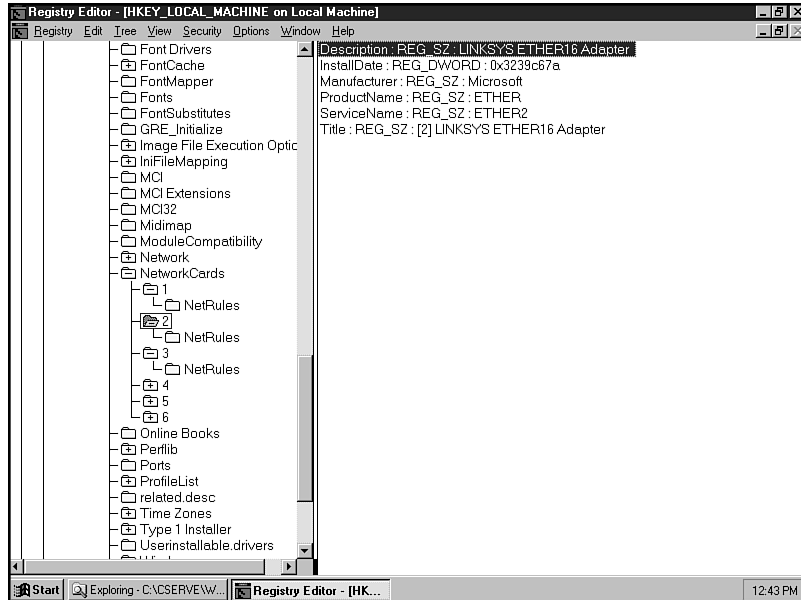 Registry Editor - [HKEY_LOCAL_MACHINE on Local Machine]
Registry Edit Tree View Security Options Window Help
Font Drivers
FontCache
FontMapper
Fonts
FontSubstitutes
GRE_Initialize
Image File Execution Optio
IniFileMapping
MCI
MCI Extensions
MCI32
Midimap
ModuleCompatibility
Network
NetworkCards
1
NetRules
2
NetRules
3
NetRules
4
5
6
Online Books
Perflib
Ports
ProfileList
related.desc
Time Zones
Type 1 Installer
Userinstallable.drivers
Description : REG_SZ : LINKSYS ETHER16 Adapter
InstallDate : REG_DWORD : 0x3239c67a
Manufacturer : REG_SZ : Microsoft
ProductName : REG_SZ : ETHER
ServiceName : REG_SZ : ETHER2
Title : REG_SZ : [2] LINKSYS ETHER16 Adapter
Start Exploring - C:\CSERVE\W... Registry Editor - [HK... 12:43 PM